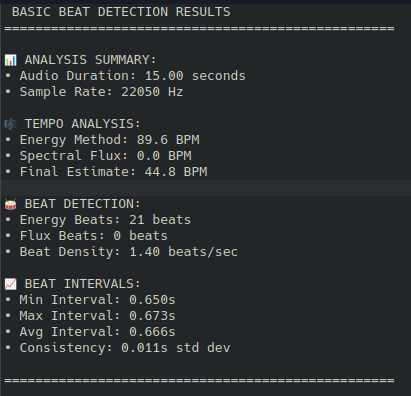 BASIC BEAT DETECTION RESULTS
==================================================
📊 ANALYSIS SUMMARY:
• Audio Duration: 15.00 seconds
• Sample Rate: 22050 Hz
🎼 TEMPO ANALYSIS:
• Energy Method: 89.6 BPM
• Spectral Flux: 0.0 BPM
• Final Estimate: 44.8 BPM
🥁 BEAT DETECTION:
• Energy Beats: 21 beats
• Flux Beats: 0 beats
• Beat Density: 1.40 beats/sec
📈 BEAT INTERVALS:
• Min Interval: 0.650s
• Max Interval: 0.673s
• Avg Interval: 0.666s
• Consistency: 0.011s std dev
==================================================